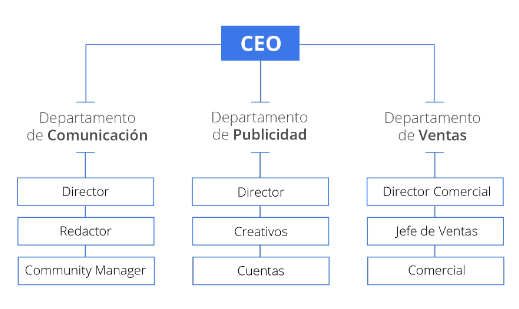 CEO
Departamento
de Comunicación
Departamento
de Publicidad
Departamento
de Ventas
Director
Director
Director Comercial
Redactor
Creativos
Jefe de Ventas
Community Manager
Cuentas
Comercial